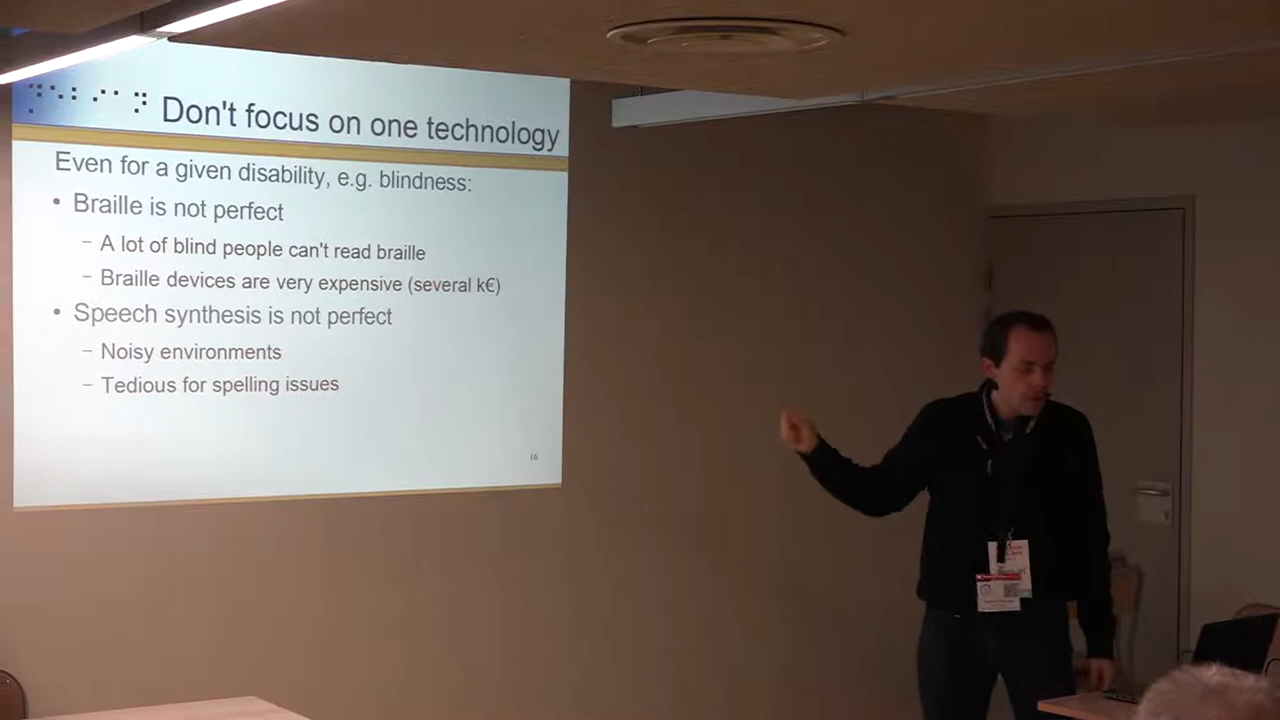 Don't focus on one technology
Even for a given disability, e.g. blindness:
• Braille is not perfect
– A lot of blind people can't read braille
– Braille devices are very expensive (several k€)
• Speech synthesis is not perfect
– Noisy environments
– Tedious for spelling issues
16